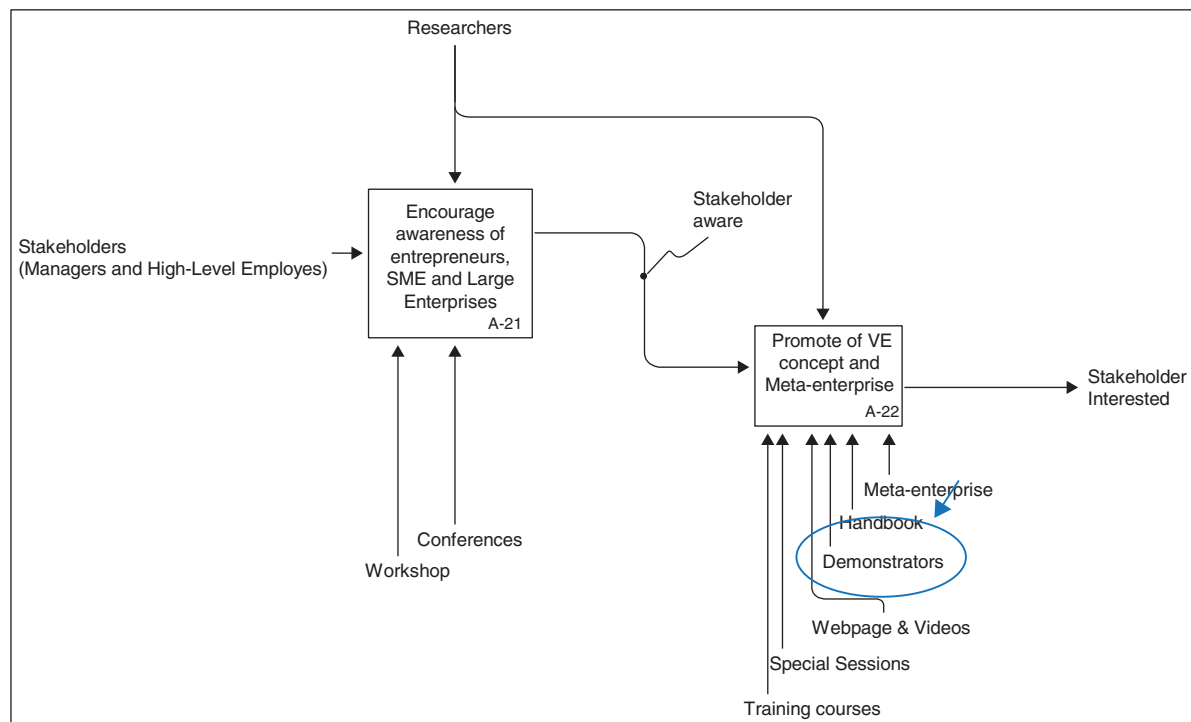 Researchers
Stakeholder
aware
Encourage
awareness of
entrepreneurs,
SME and Large
Enterprises
A-21
Stakeholders
(Managers and High-Level Employes)
Promote of VE
concept and
Meta-enterprise
A-22
Stakeholder
Interested
Meta-enterprise
Handbook
Conferences
Demonstrators
Workshop
Webpage & Videos
Special Sessions
Training courses